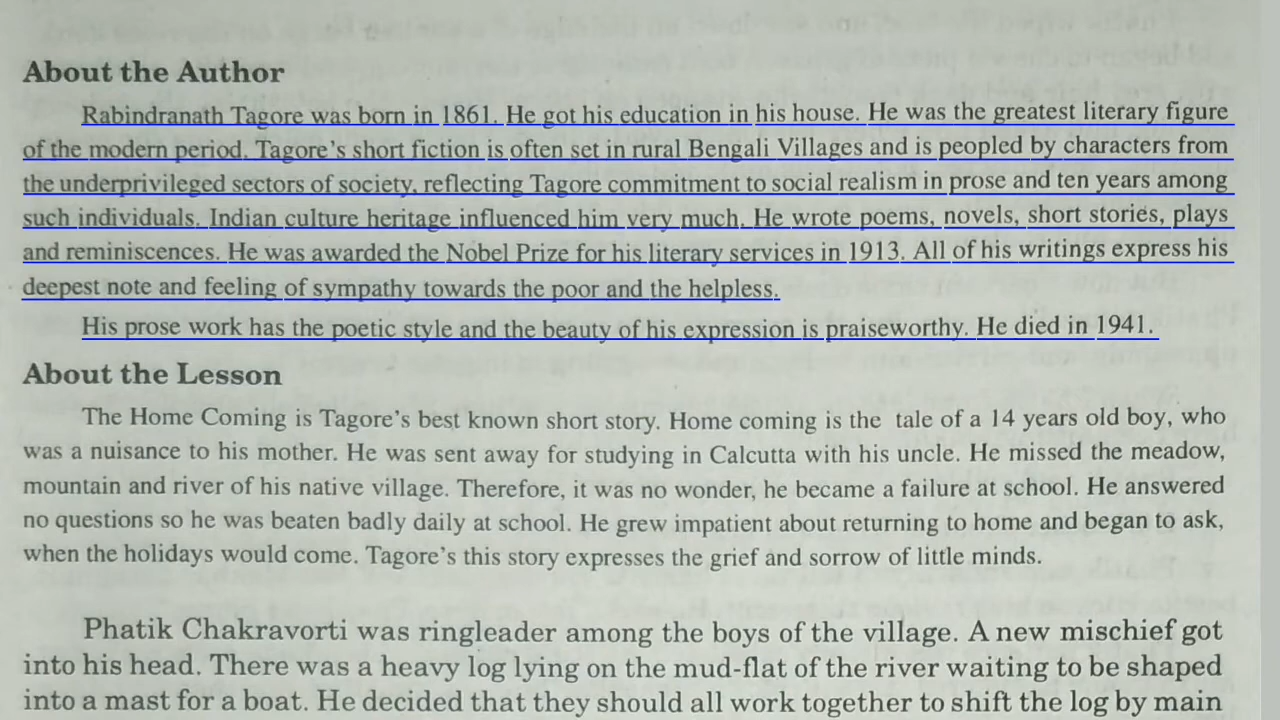 About the Author
Rabindranath Tagore was born in 1861. He got his education in his house. He was the greatest literary figure
of the modern period. Tagore's short fiction is often set in rural Bengali Villages and is peopled by characters from
the underprivileged sectors of society, reflecting Tagore commitment to social realism in prose and ten years among
such individuals. Indian culture heritage influenced him very much. He wrote poems, novels, short stories, plays
and reminiscences. He was awarded the Nobel Prize for his literary services in 1913. All of his writings express his
deepest note and feeling of sympathy towards the poor and the helpless.
His prose work has the poetic style and the beauty of his expression is praiseworthy. He died in 1941.
About the Lesson
The Home Coming is Tagore's best known short story. Home coming is the tale of a 14 years old boy, who
was a nuisance to his mother. He was sent away for studying in Calcutta with his uncle. He missed the meadow,
mountain and river of his native village. Therefore, it was no wonder, he became a failure at school. He answered
no questions so he was beaten badly daily at school. He grew impatient about returning to home and began to ask,
when the holidays would come. Tagore's this story expresses the grief and sorrow of little minds.
Phatik Chakravorti was ringleader among the boys of the village. A new mischief got
into his head. There was a heavy log lying on the mud-flat of the river waiting to be shaped
into a mast for a boat. He decided that they should all work together to shift the log by main